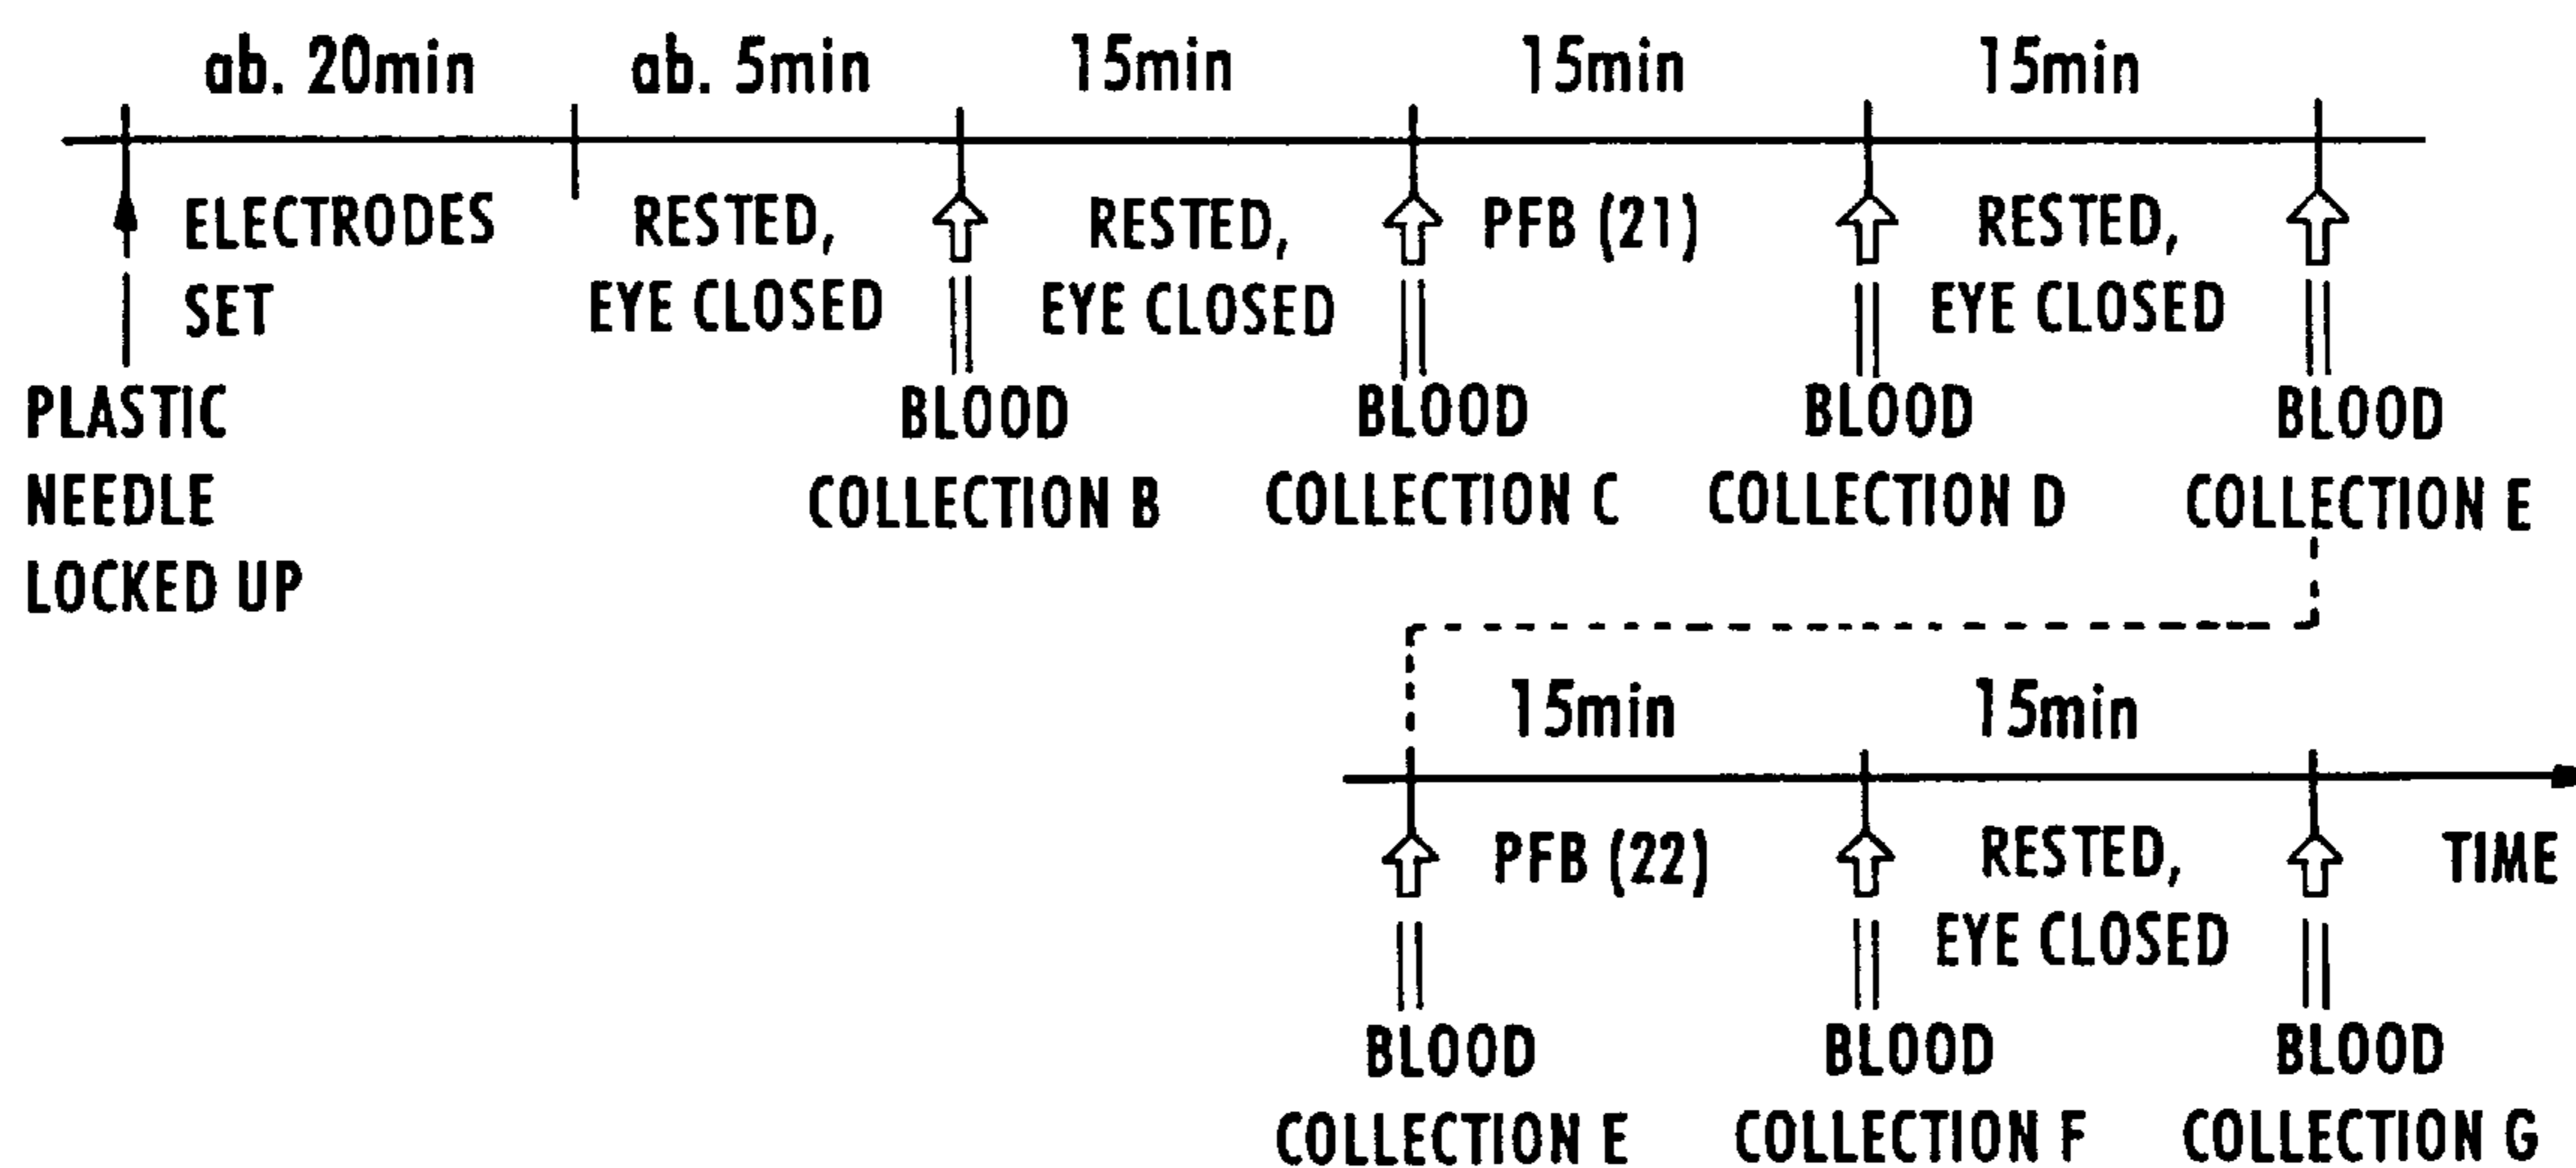 ab. 20min
ab. 5min
15min
15min
15min
ELECTRODES
SET
RESTED,
EYE CLOSED
RESTED,
EYE CLOSED
PFB (21)
RESTED,
EYE CLOSED
PLASTIC
NEEDLE
LOCKED UP
BLOOD
COLLECTION B
BLOOD
COLLECTION C
BLOOD
COLLECTION D
BLOOD
COLLECTION E
15min
15min
PFB (22)
RESTED,
EYE CLOSED
TIME
BLOOD
COLLECTION E
BLOOD
COLLECTION F
BLOOD
COLLECTION G